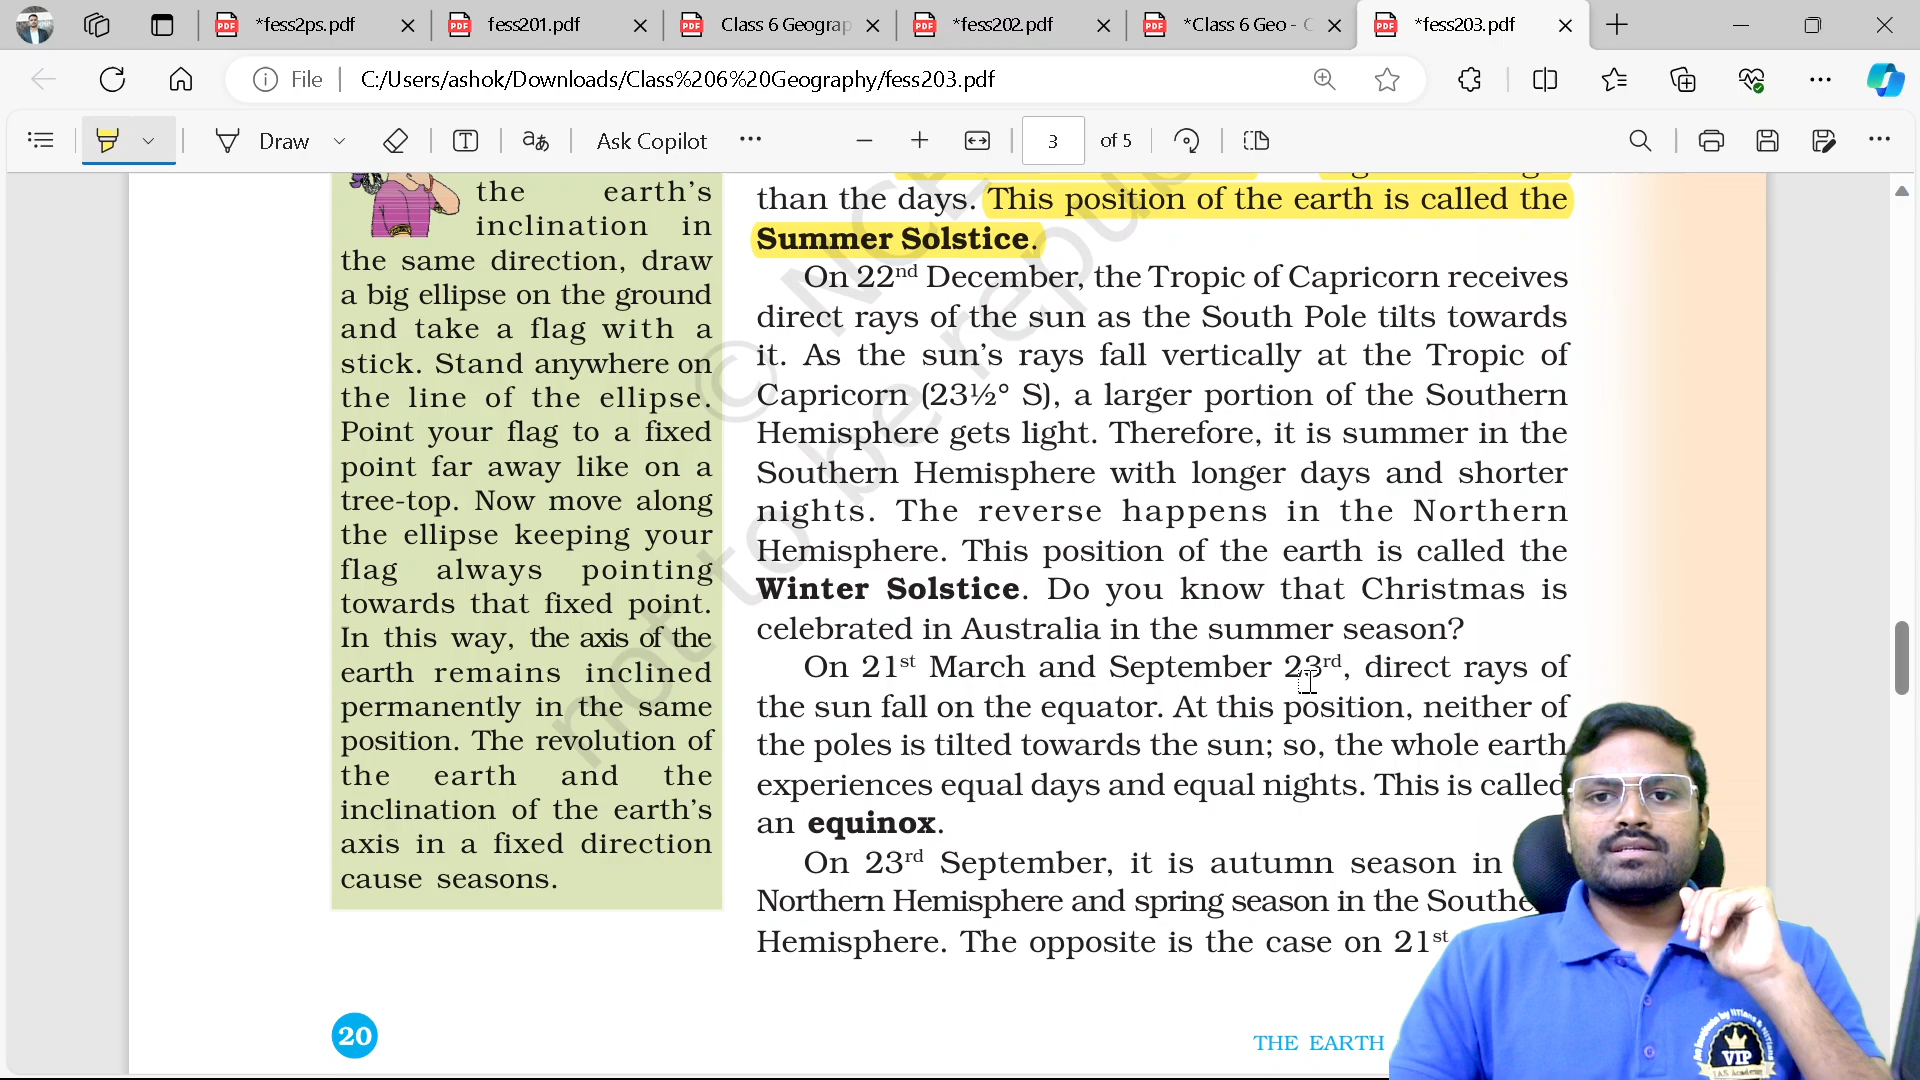 *fess2ps.pdf
fess201.pdf
Class 6 Geograp
*fess202.pdf
*Class 6 Geo - C
*fess203.pdf
File
C:/Users/ashok/Downloads/Class%206%20Geography/fess203.pdf
Draw
Ask Copilot
3
of 5
the earth's
inclination in
the same direction, draw
a big ellipse on the ground
and take a flag with a
stick. Stand anywhere on
the line of the ellipse.
Point your flag to a fixed
point far away like on a
tree-top. Now move along
the ellipse keeping your
flag always pointing
towards that fixed point.
In this way, the axis of the
earth remains inclined
permanently in the same
position. The revolution of
the earth and the
inclination of the earth's
axis in a fixed direction
cause seasons.
than the days. This position of the earth is called the
Summer Solstice.
On 22nd December, the Tropic of Capricorn receives
direct rays of the sun as the South Pole tilts towards
it. As the sun's rays fall vertically at the Tropic of
Capricorn (23½° S), a larger portion of the Southern
Hemisphere gets light. Therefore, it is summer in the
Southern Hemisphere with longer days and shorter
nights. The reverse happens in the Northern
Hemisphere. This position of the earth is called the
Winter Solstice. Do you know that Christmas is
celebrated in Australia in the summer season?
On 21st March and September 23rd, direct rays of
the sun fall on the equator. At this position, neither of
the poles is tilted towards the sun; so, the whole earth
experiences equal days and equal nights. This is called
an equinox.
On 23rd September, it is autumn season in
Northern Hemisphere and spring season in the Southe
Hemisphere. The opposite is the case on 21st
© NCE
not to be repu
20
THE EARTH
VIP